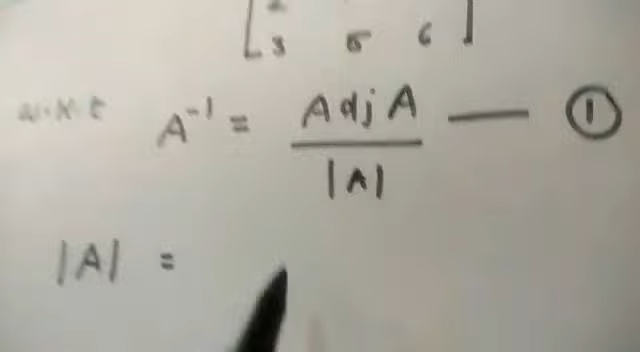 3 5 6
w.k.t A⁻¹ = Adj A / |A| — ①
|A| =